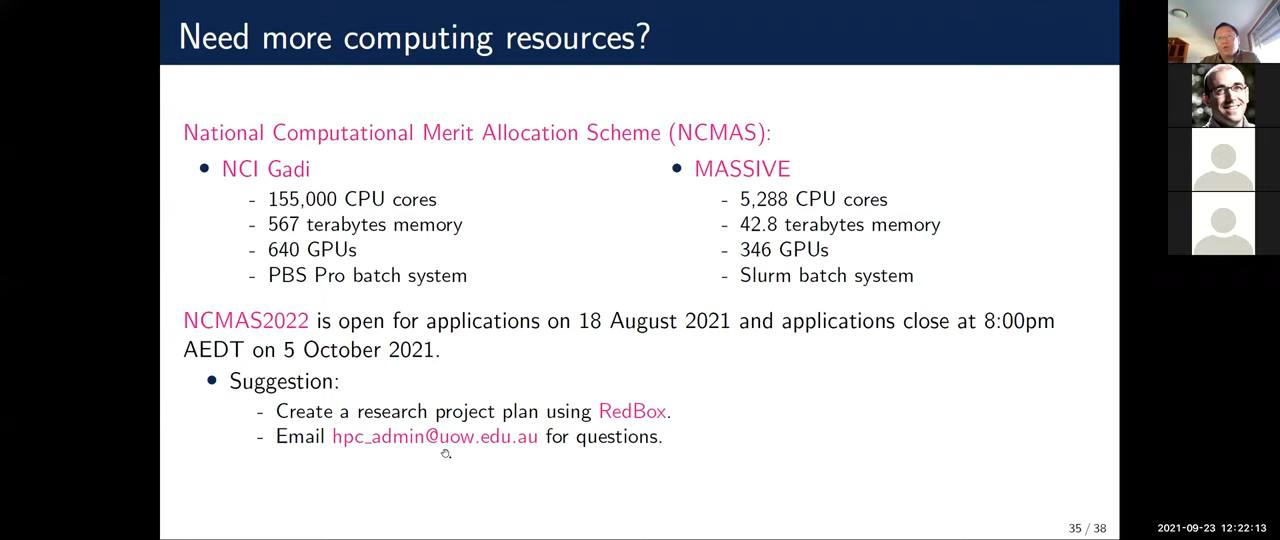 Need more computing resources?
National Computational Merit Allocation Scheme (NCMAS):
• NCI Gadi
- 155,000 CPU cores
- 567 terabytes memory
- 640 GPUs
- PBS Pro batch system
• MASSIVE
- 5,288 CPU cores
- 42.8 terabytes memory
- 346 GPUs
- Slurm batch system
NCMAS2022 is open for applications on 18 August 2021 and applications close at 8:00pm
AEDT on 5 October 2021.
• Suggestion:
- Create a research project plan using RedBox.
- Email hpc_admin@uow.edu.au for questions.
35 / 38
2021-09-23 12:22:13